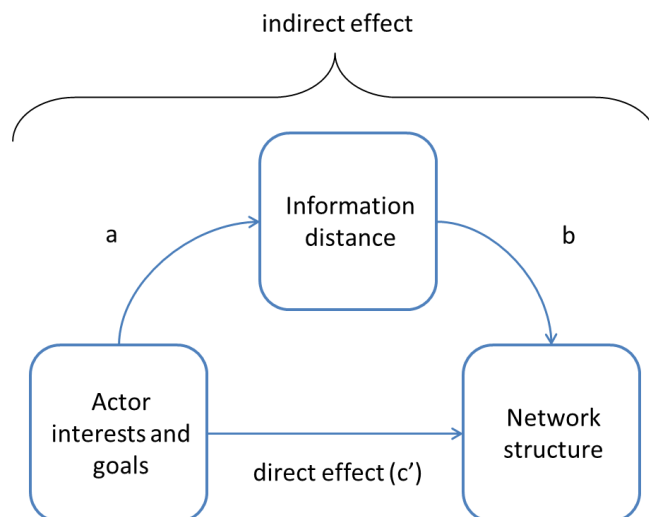 indirect effect
Information
distance
a
b
Actor
interests and
goals
Network
structure
direct effect (c’)